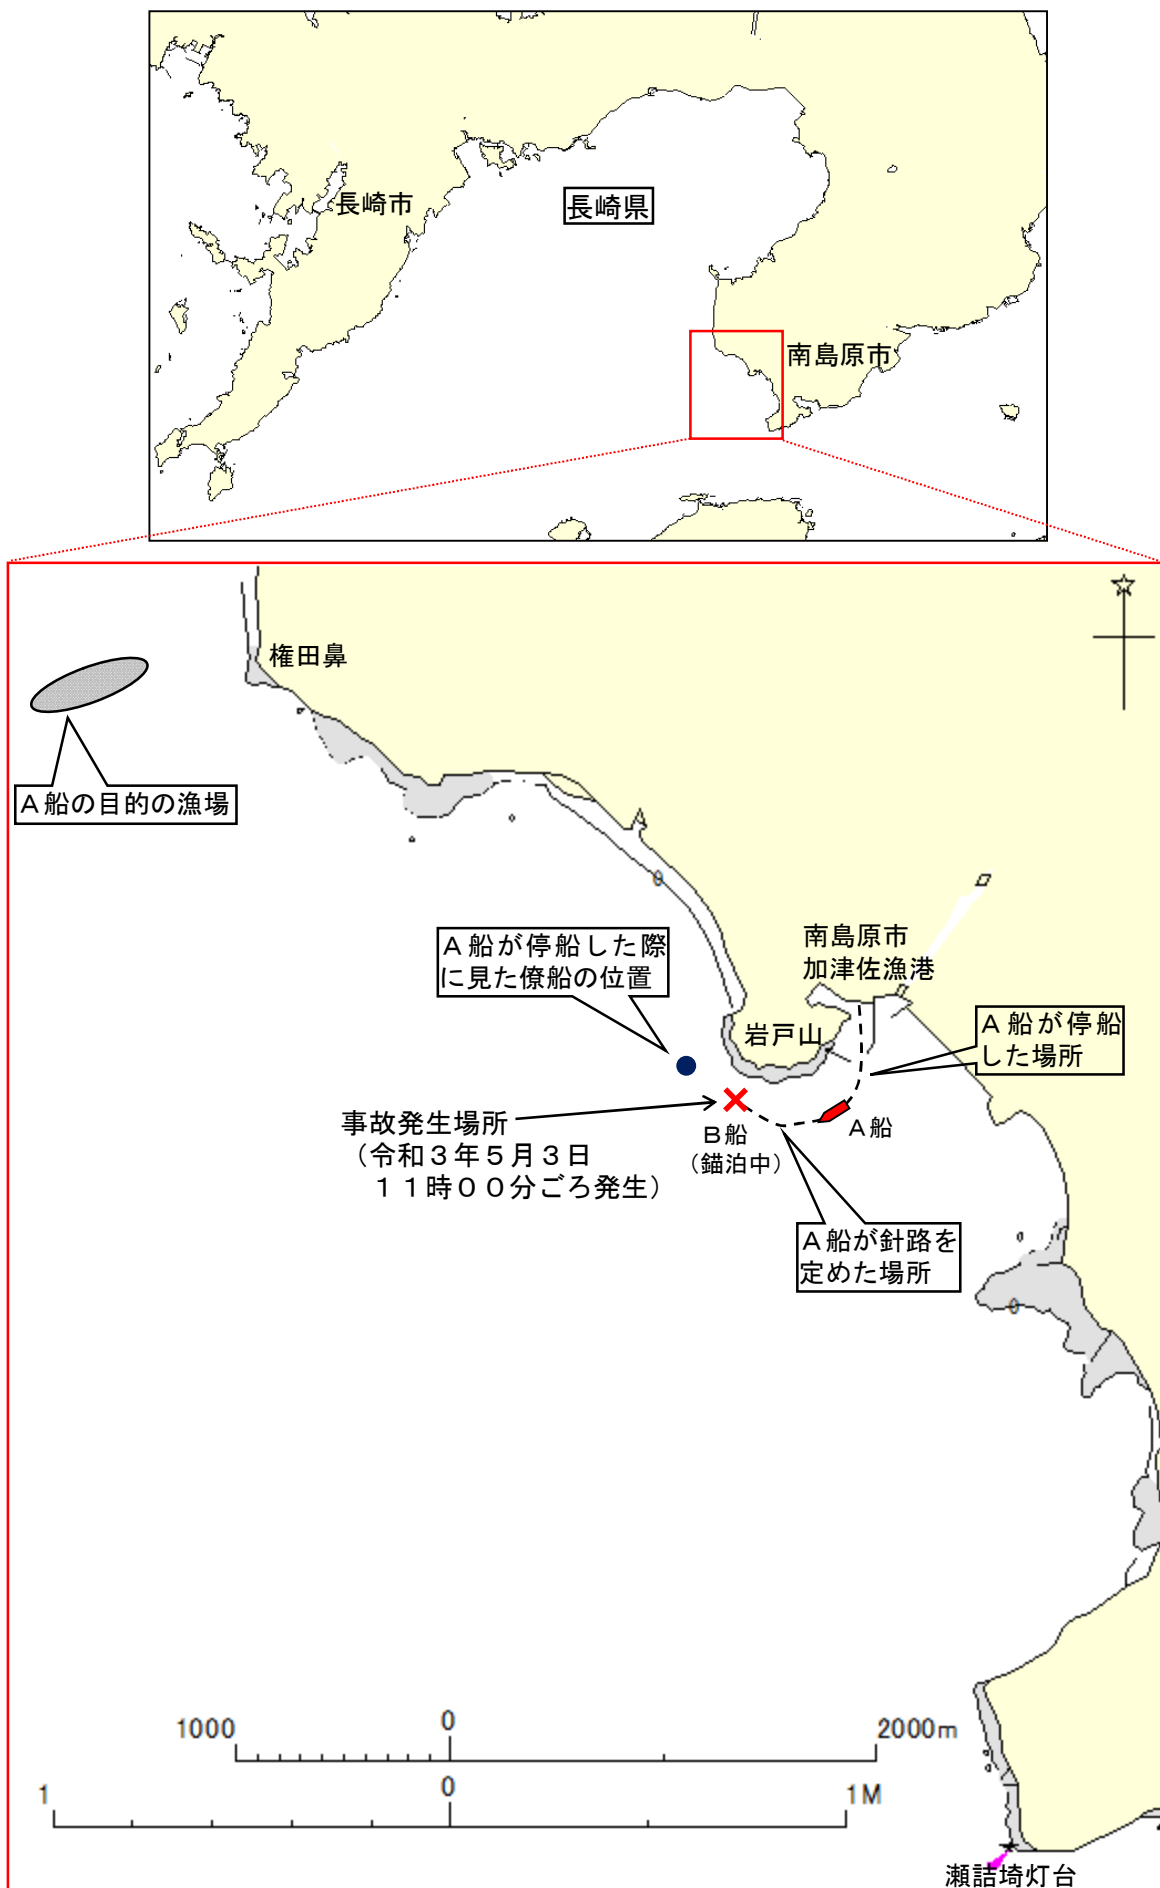 長崎市
長崎県
南島原市
権田鼻
A船の目的の漁場
0
A船が停船した際
に見た僚船の位置
南島原市
加津佐漁港
岩戸山
A船が停船
した場所
事故発生場所
（令和３年５月３日
１１時００分ごろ発生）
B船
（錨泊中）
A船
A船が針路を
定めた場所
0
1000 0 2000m
1 0 1M
瀬詰埼灯台